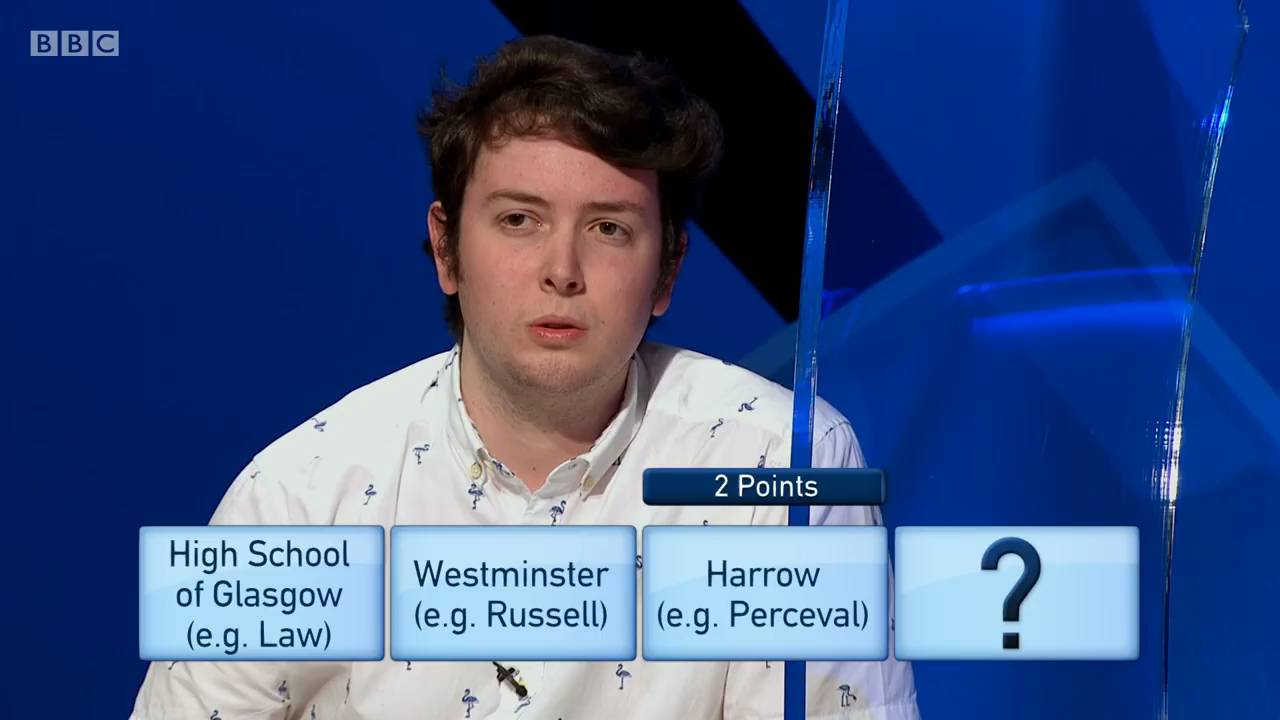 BBC
2 Points
High School
of Glasgow
(e.g. Law)
Westminster
(e.g. Russell)
Harrow
(e.g. Perceval)
?